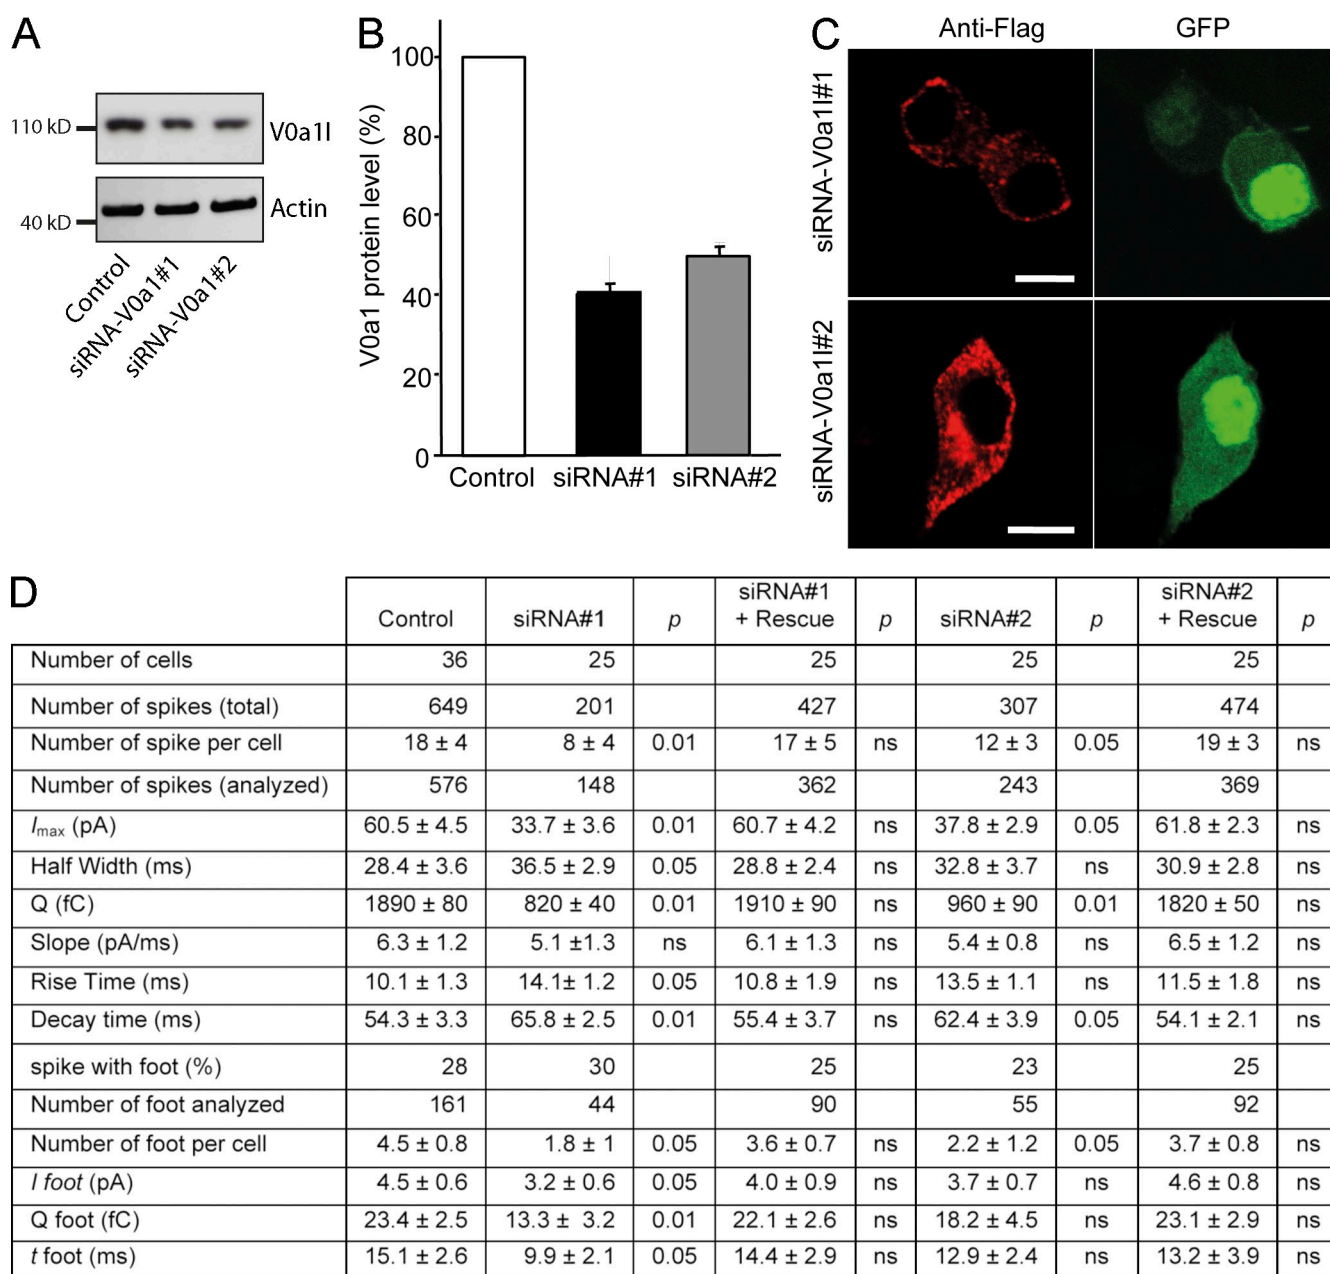 A
110 kD
V0a1I
40 kD
Actin
Control
siRNA-V0a1#1
siRNA-V0a1#2
B
V0a1 protein level (%)
100
80
60
40
20
0
Control siRNA#1 siRNA#2
C
Anti-Flag GFP
siRNA-V0a1I#1
siRNA-V0a1I#2
D
Control siRNA#1 p siRNA#1 + Rescue p siRNA#2 p siRNA#2 + Rescue p
Number of cells 36 25 25 25 25
Number of spikes (total) 649 201 427 307 474
Number of spike per cell 18 ± 4 8 ± 4 0.01 17 ± 5 ns 12 ± 3 0.05 19 ± 3 ns
Number of spikes (analyzed) 576 148 362 243 369
Imax (pA) 60.5 ± 4.5 33.7 ± 3.6 0.01 60.7 ± 4.2 ns 37.8 ± 2.9 0.05 61.8 ± 2.3 ns
Half Width (ms) 28.4 ± 3.6 36.5 ± 2.9 0.05 28.8 ± 2.4 ns 32.8 ± 3.7 ns 30.9 ± 2.8 ns
Q (fC) 1890 ± 80 820 ± 40 0.01 1910 ± 90 ns 960 ± 90 0.01 1820 ± 50 ns
Slope (pA/ms) 6.3 ± 1.2 5.1 ±1.3 ns 6.1 ± 1.3 ns 5.4 ± 0.8 ns 6.5 ± 1.2 ns
Rise Time (ms) 10.1 ± 1.3 14.1± 1.2 0.05 10.8 ± 1.9 ns 13.5 ± 1.1 ns 11.5 ± 1.8 ns
Decay time (ms) 54.3 ± 3.3 65.8 ± 2.5 0.01 55.4 ± 3.7 ns 62.4 ± 3.9 0.05 54.1 ± 2.1 ns
spike with foot (%) 28 30 25 23 25
Number of foot analyzed 161 44 90 55 92
Number of foot per cell 4.5 ± 0.8 1.8 ± 1 0.05 3.6 ± 0.7 ns 2.2 ± 1.2 0.05 3.7 ± 0.8 ns
I foot (pA) 4.5 ± 0.6 3.2 ± 0.6 0.05 4.0 ± 0.9 ns 3.7 ± 0.7 ns 4.6 ± 0.8 ns
Q foot (fC) 23.4 ± 2.5 13.3 ± 3.2 0.01 22.1 ± 2.6 ns 18.2 ± 4.5 ns 23.1 ± 2.9 ns
t foot (ms) 15.1 ± 2.6 9.9 ± 2.1 0.05 14.4 ± 2.9 ns 12.9 ± 2.4 ns 13.2 ± 3.9 ns